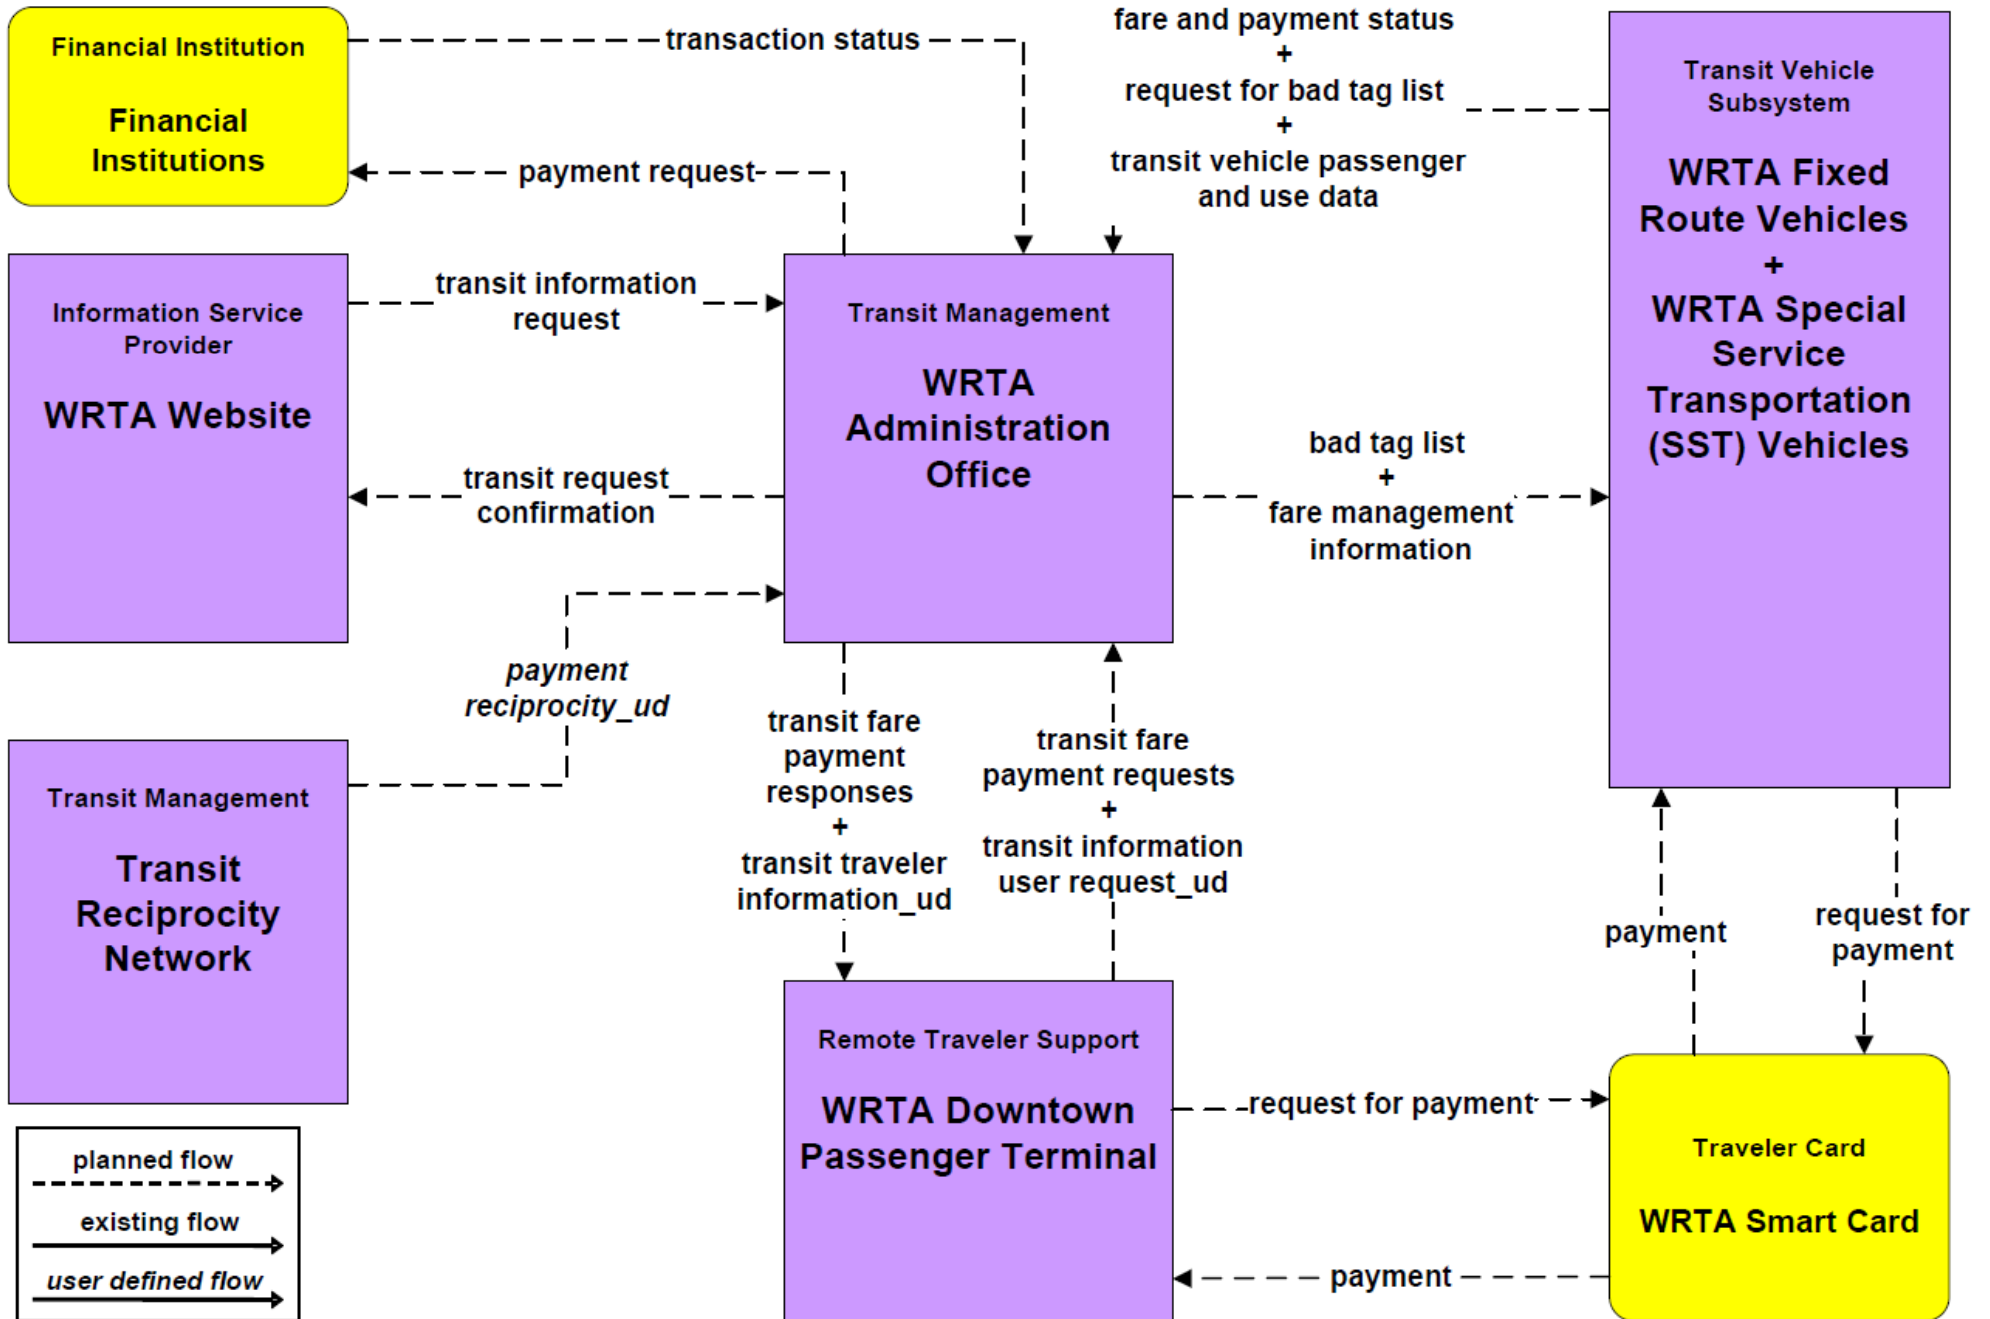 Financial Institution
Financial
Institutions
transaction status
payment request
fare and payment status
+
request for bad tag list
+
transit vehicle passenger
and use data
Transit Vehicle
Subsystem
WRTA Fixed
Route Vehicles
+
WRTA Special
Service
Transportation
(SST) Vehicles
Information Service
Provider
WRTA Website
transit information
request
transit request
confirmation
Transit Management
WRTA
Administration
Office
bad tag list
+
fare management
information
payment
reciprocity_ud
Transit Management
Transit
Reciprocity
Network
transit fare
payment
responses
+
transit traveler
information_ud
transit fare
payment requests
+
transit information
user request_ud
payment
request for
payment
Remote Traveler Support
WRTA Downtown
Passenger Terminal
request for payment
payment
Traveler Card
WRTA Smart Card
planned flow
existing flow
user defined flow